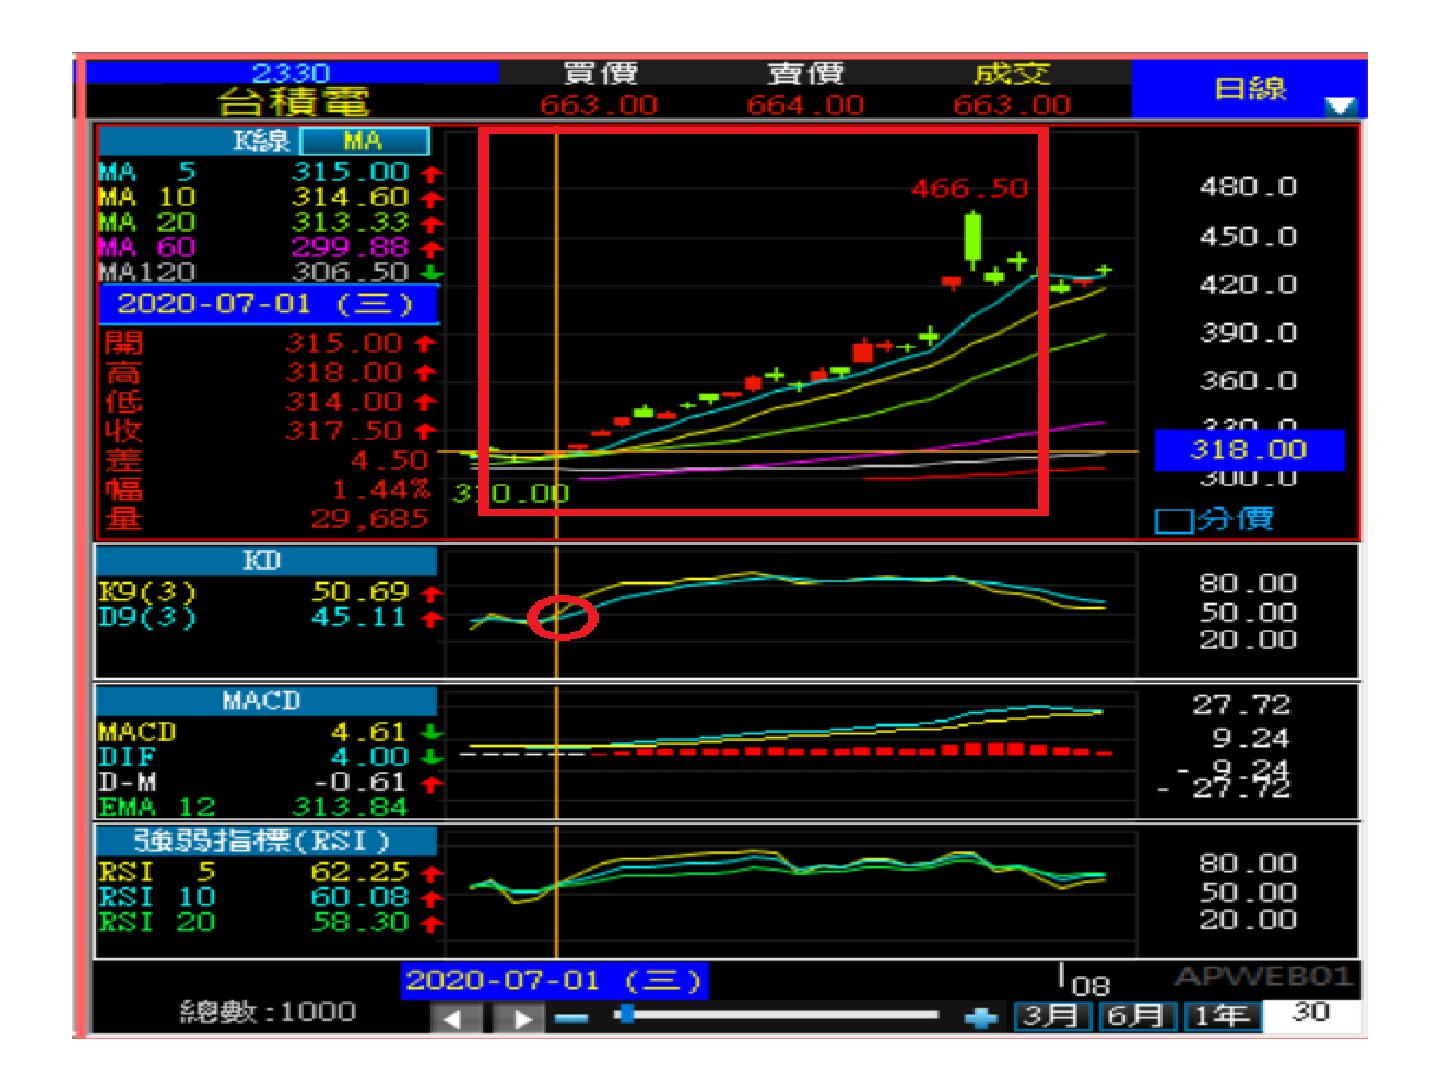 2330 買價 賣價 成交 日線
台積電 663.00 664.00 663.00
K線 MA
MA 5 315.00
MA 10 314.60
MA 20 313.33
MA 60 299.88
MA120 306.50
2020-07-01 (三)
開 315.00
高 318.00
低 314.00
收 317.50
差 4.50
幅 1.44%
量 29,685
466.50
310.00
480.0
450.0
420.0
390.0
360.0
330.0
318.00
300.0
分價
KD
K9(3) 50.69
D9(3) 45.11
80.00
50.00
20.00
MACD
MACD 4.61
DIF 4.00
D-M -0.61
EMA 12 313.84
27.72
9.24
- 9.24
- 27.72
強弱指標(RSI)
RSI 5 62.25
RSI 10 60.08
RSI 20 58.30
80.00
50.00
20.00
2020-07-01 (三) 08 APWEB01
總數:1000 3月 6月 1年 30